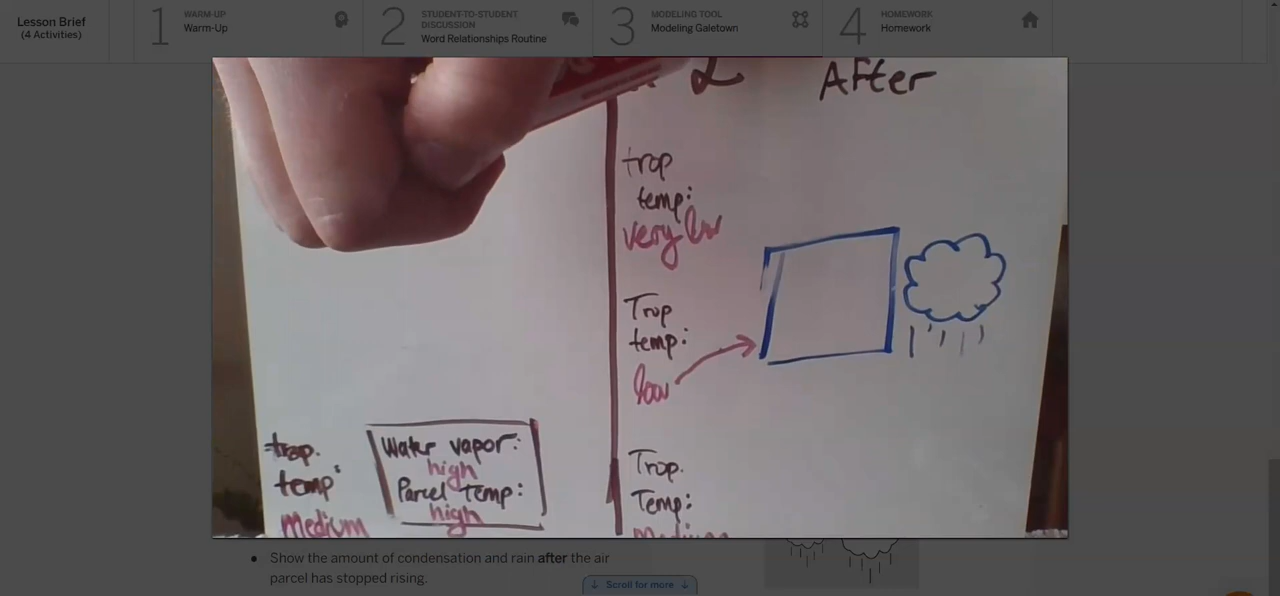 Lesson Brief
(4 Activities)
1
WARM-UP
Warm-Up
2
STUDENT-TO-STUDENT
DISCUSSION
Word Relationships Routine
3
MODELING TOOL
Modeling Galetown
4
HOMEWORK
Homework
2 After
trop
temp:
very low
Trop
temp:
low
trop.
temp:
Medium
Water vapor:
high
Parcel Temp:
high
Trop.
Temp:
Medium
Show the amount of condensation and rain after the air
parcel has stopped rising.
↓ Scroll for more ↓